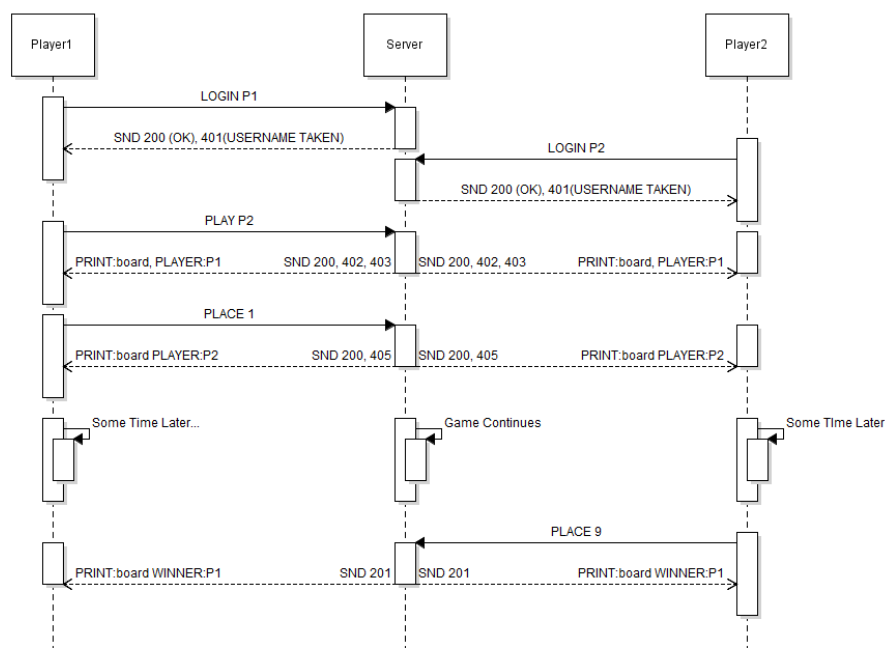 Player1
Server
Player2
LOGIN P1
SND 200 (OK), 401(USERNAME TAKEN)
LOGIN P2
SND 200 (OK), 401(USERNAME TAKEN)
PLAY P2
PRINT:board, PLAYER:P1
SND 200, 402, 403
SND 200, 402, 403
PRINT:board, PLAYER:P1
PLACE 1
PRINT:board PLAYER:P2
SND 200, 405
SND 200, 405
PRINT:board PLAYER:P2
Some Time Later...
Game Continues
Some TIme Later
PLACE 9
PRINT:board WINNER:P1
SND 201
SND 201
PRINT:board WINNER:P1